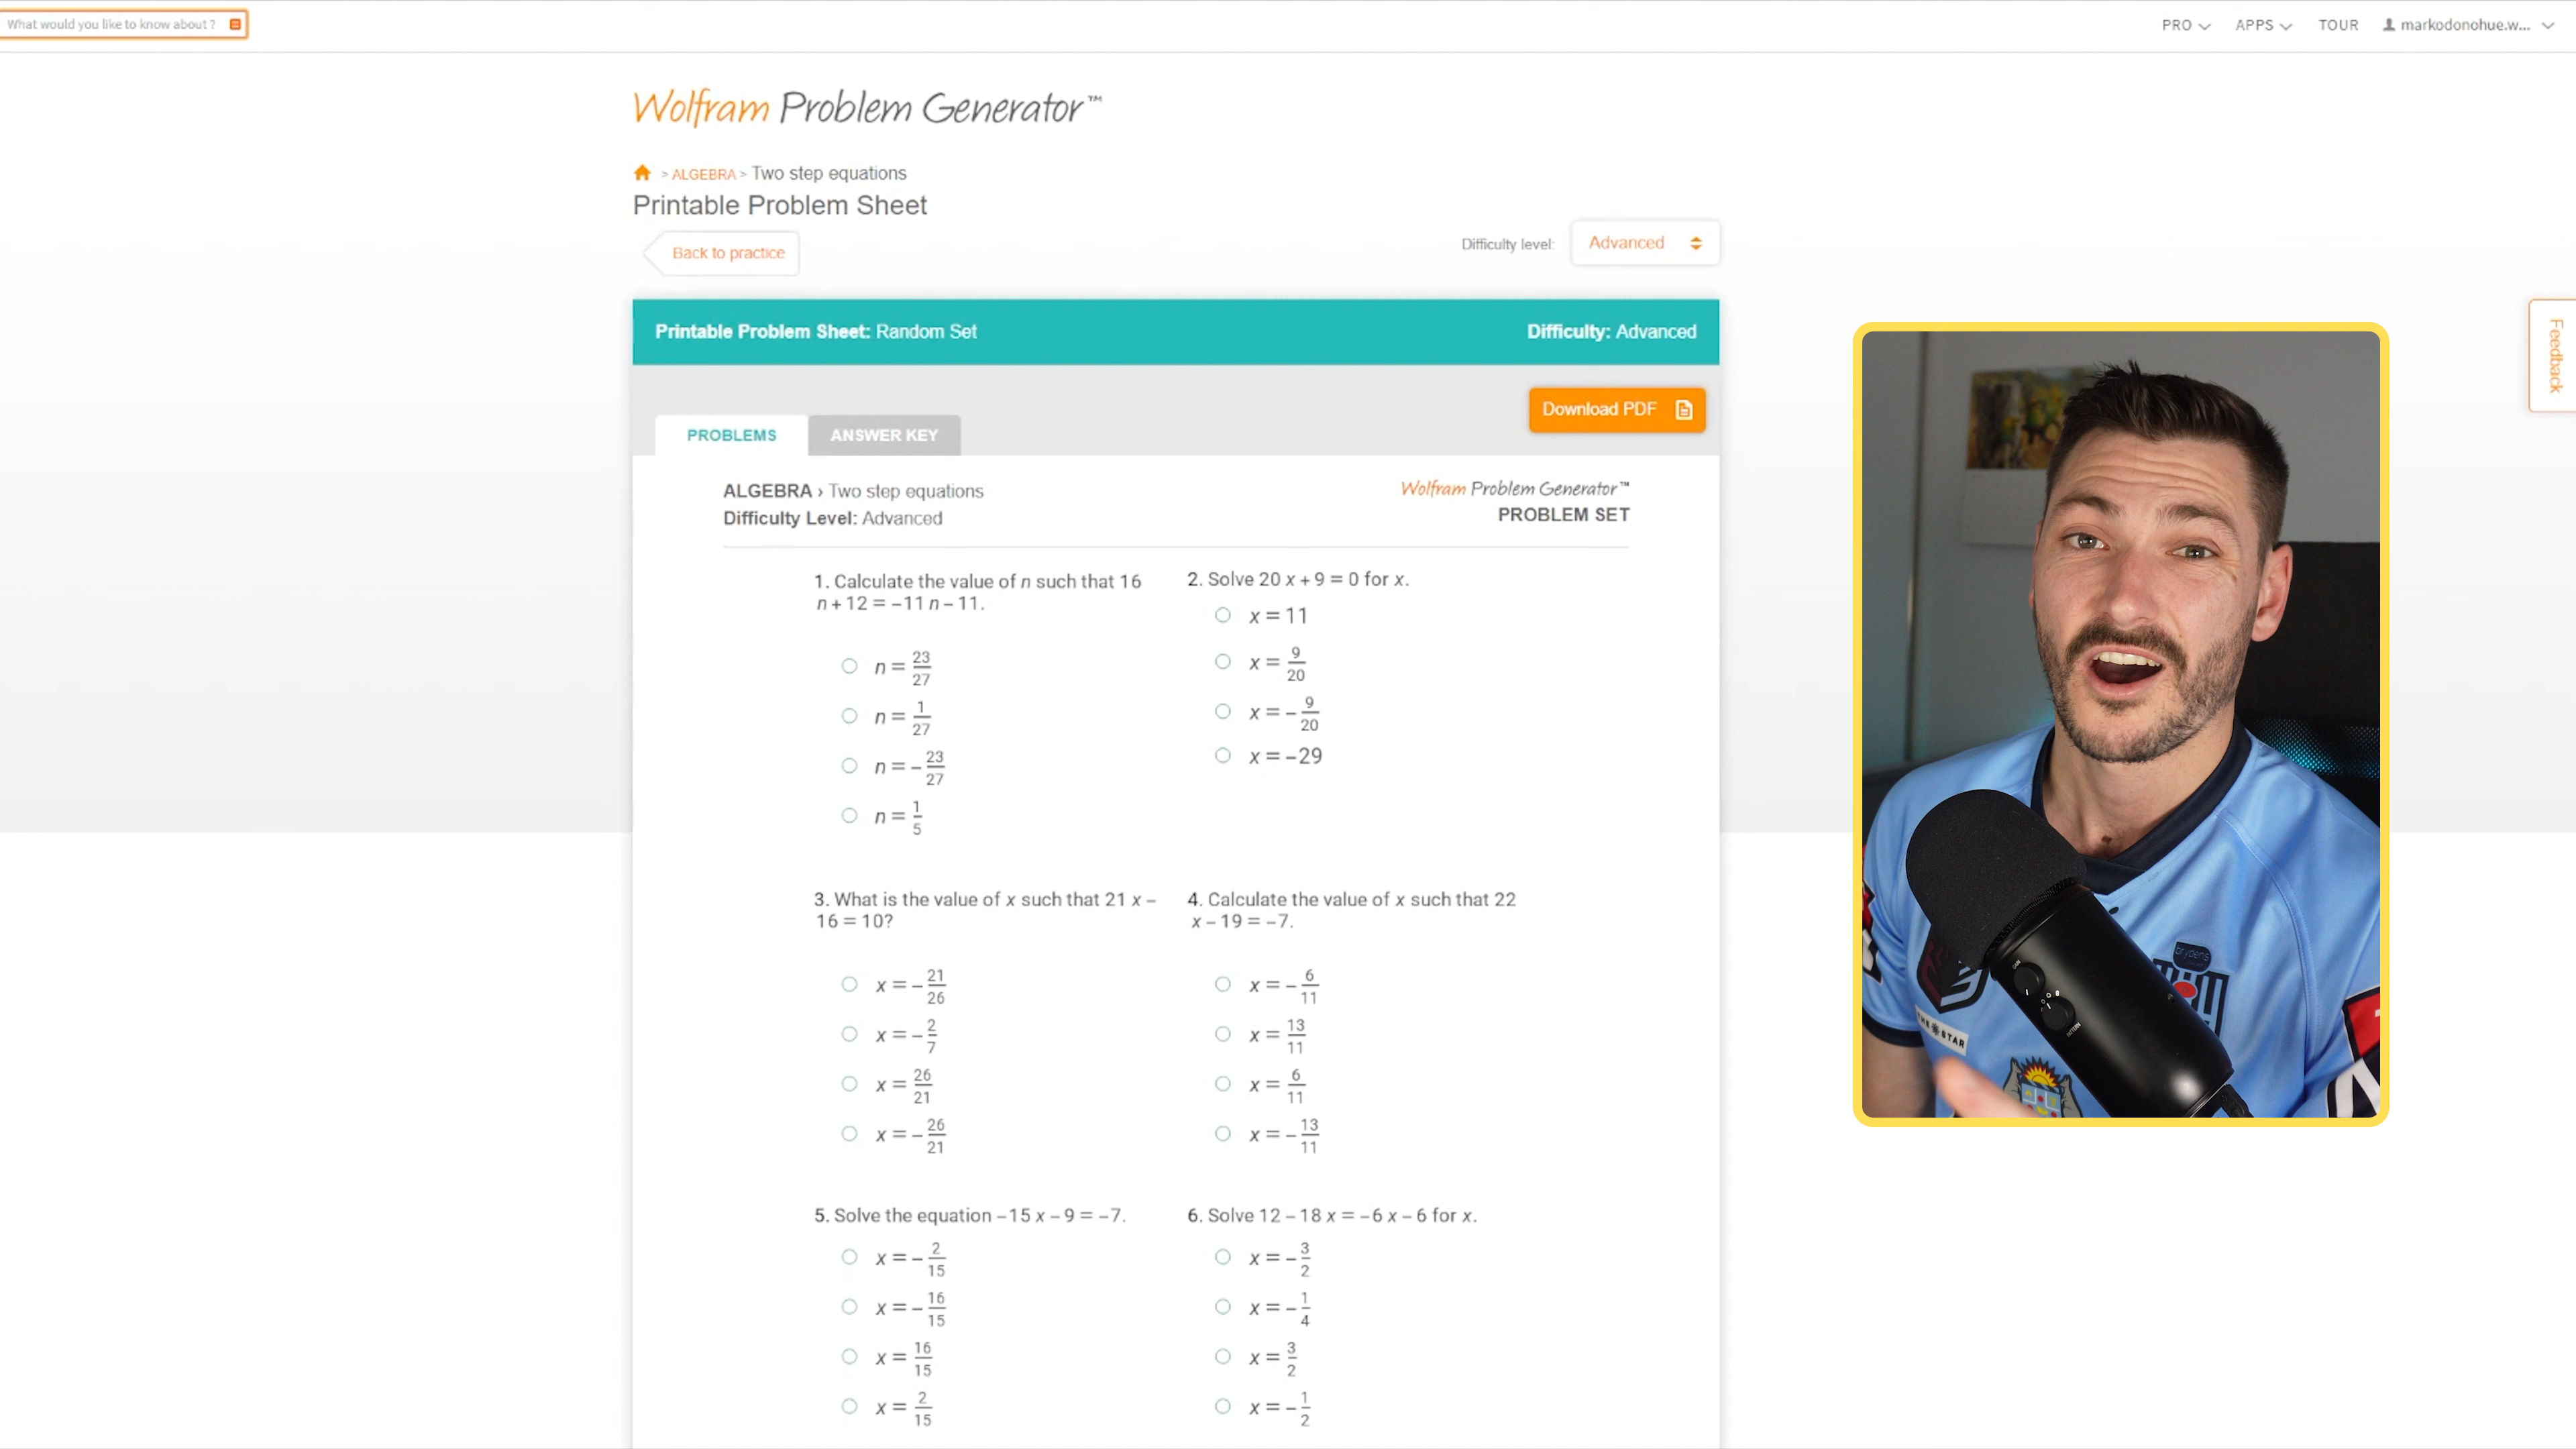 What would you like to know about ?
PRO
APPS
TOUR
markodonohue.w...
Wolfram Problem Generator™
> ALGEBRA > Two step equations
Printable Problem Sheet
Back to practice
Difficulty level:
Advanced
Feedback
Printable Problem Sheet: Random Set
Difficulty: Advanced
Download PDF
PROBLEMS
ANSWER KEY
ALGEBRA › Two step equations
Difficulty Level: Advanced
Wolfram Problem Generator™
PROBLEM SET
1. Calculate the value of n such that 16
n + 12 = −11 n − 11.
n = 23/27
n = 1/27
n = − 23/27
n = 1/5
2. Solve 20 x + 9 = 0 for x.
x = 11
x = 9/20
x = − 9/20
x = −29
3. What is the value of x such that 21 x −
16 = 10?
x = − 21/26
x = − 2/7
x = 26/21
x = − 26/21
4. Calculate the value of x such that 22
x − 19 = −7.
x = − 6/11
x = 13/11
x = 6/11
x = − 13/11
5. Solve the equation −15 x − 9 = −7.
x = − 2/15
x = − 16/15
x = 16/15
x = 2/15
6. Solve 12 − 18 x = −6 x − 6 for x.
x = − 3/2
x = − 1/4
x = 3/2
x = − 1/2
brydens
THE STAR
PATTERN